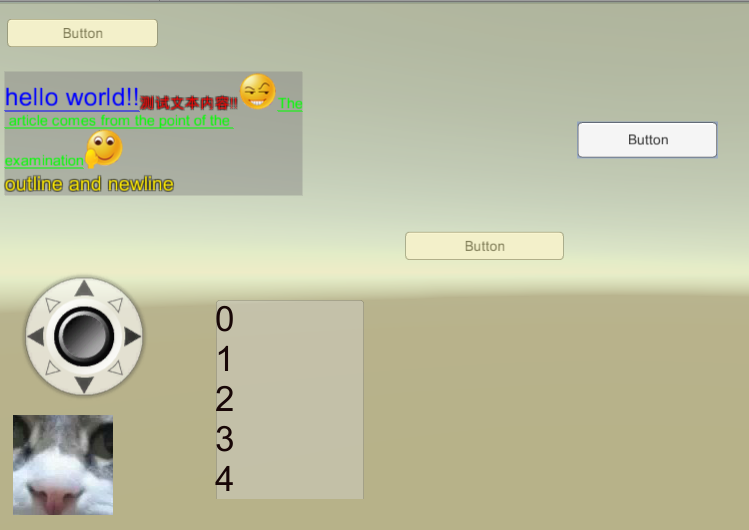 Button
hello world!!测试文本内容!!The
article comes from the point of the
examination
outline and newline
Button
Button
0
1
2
3
4